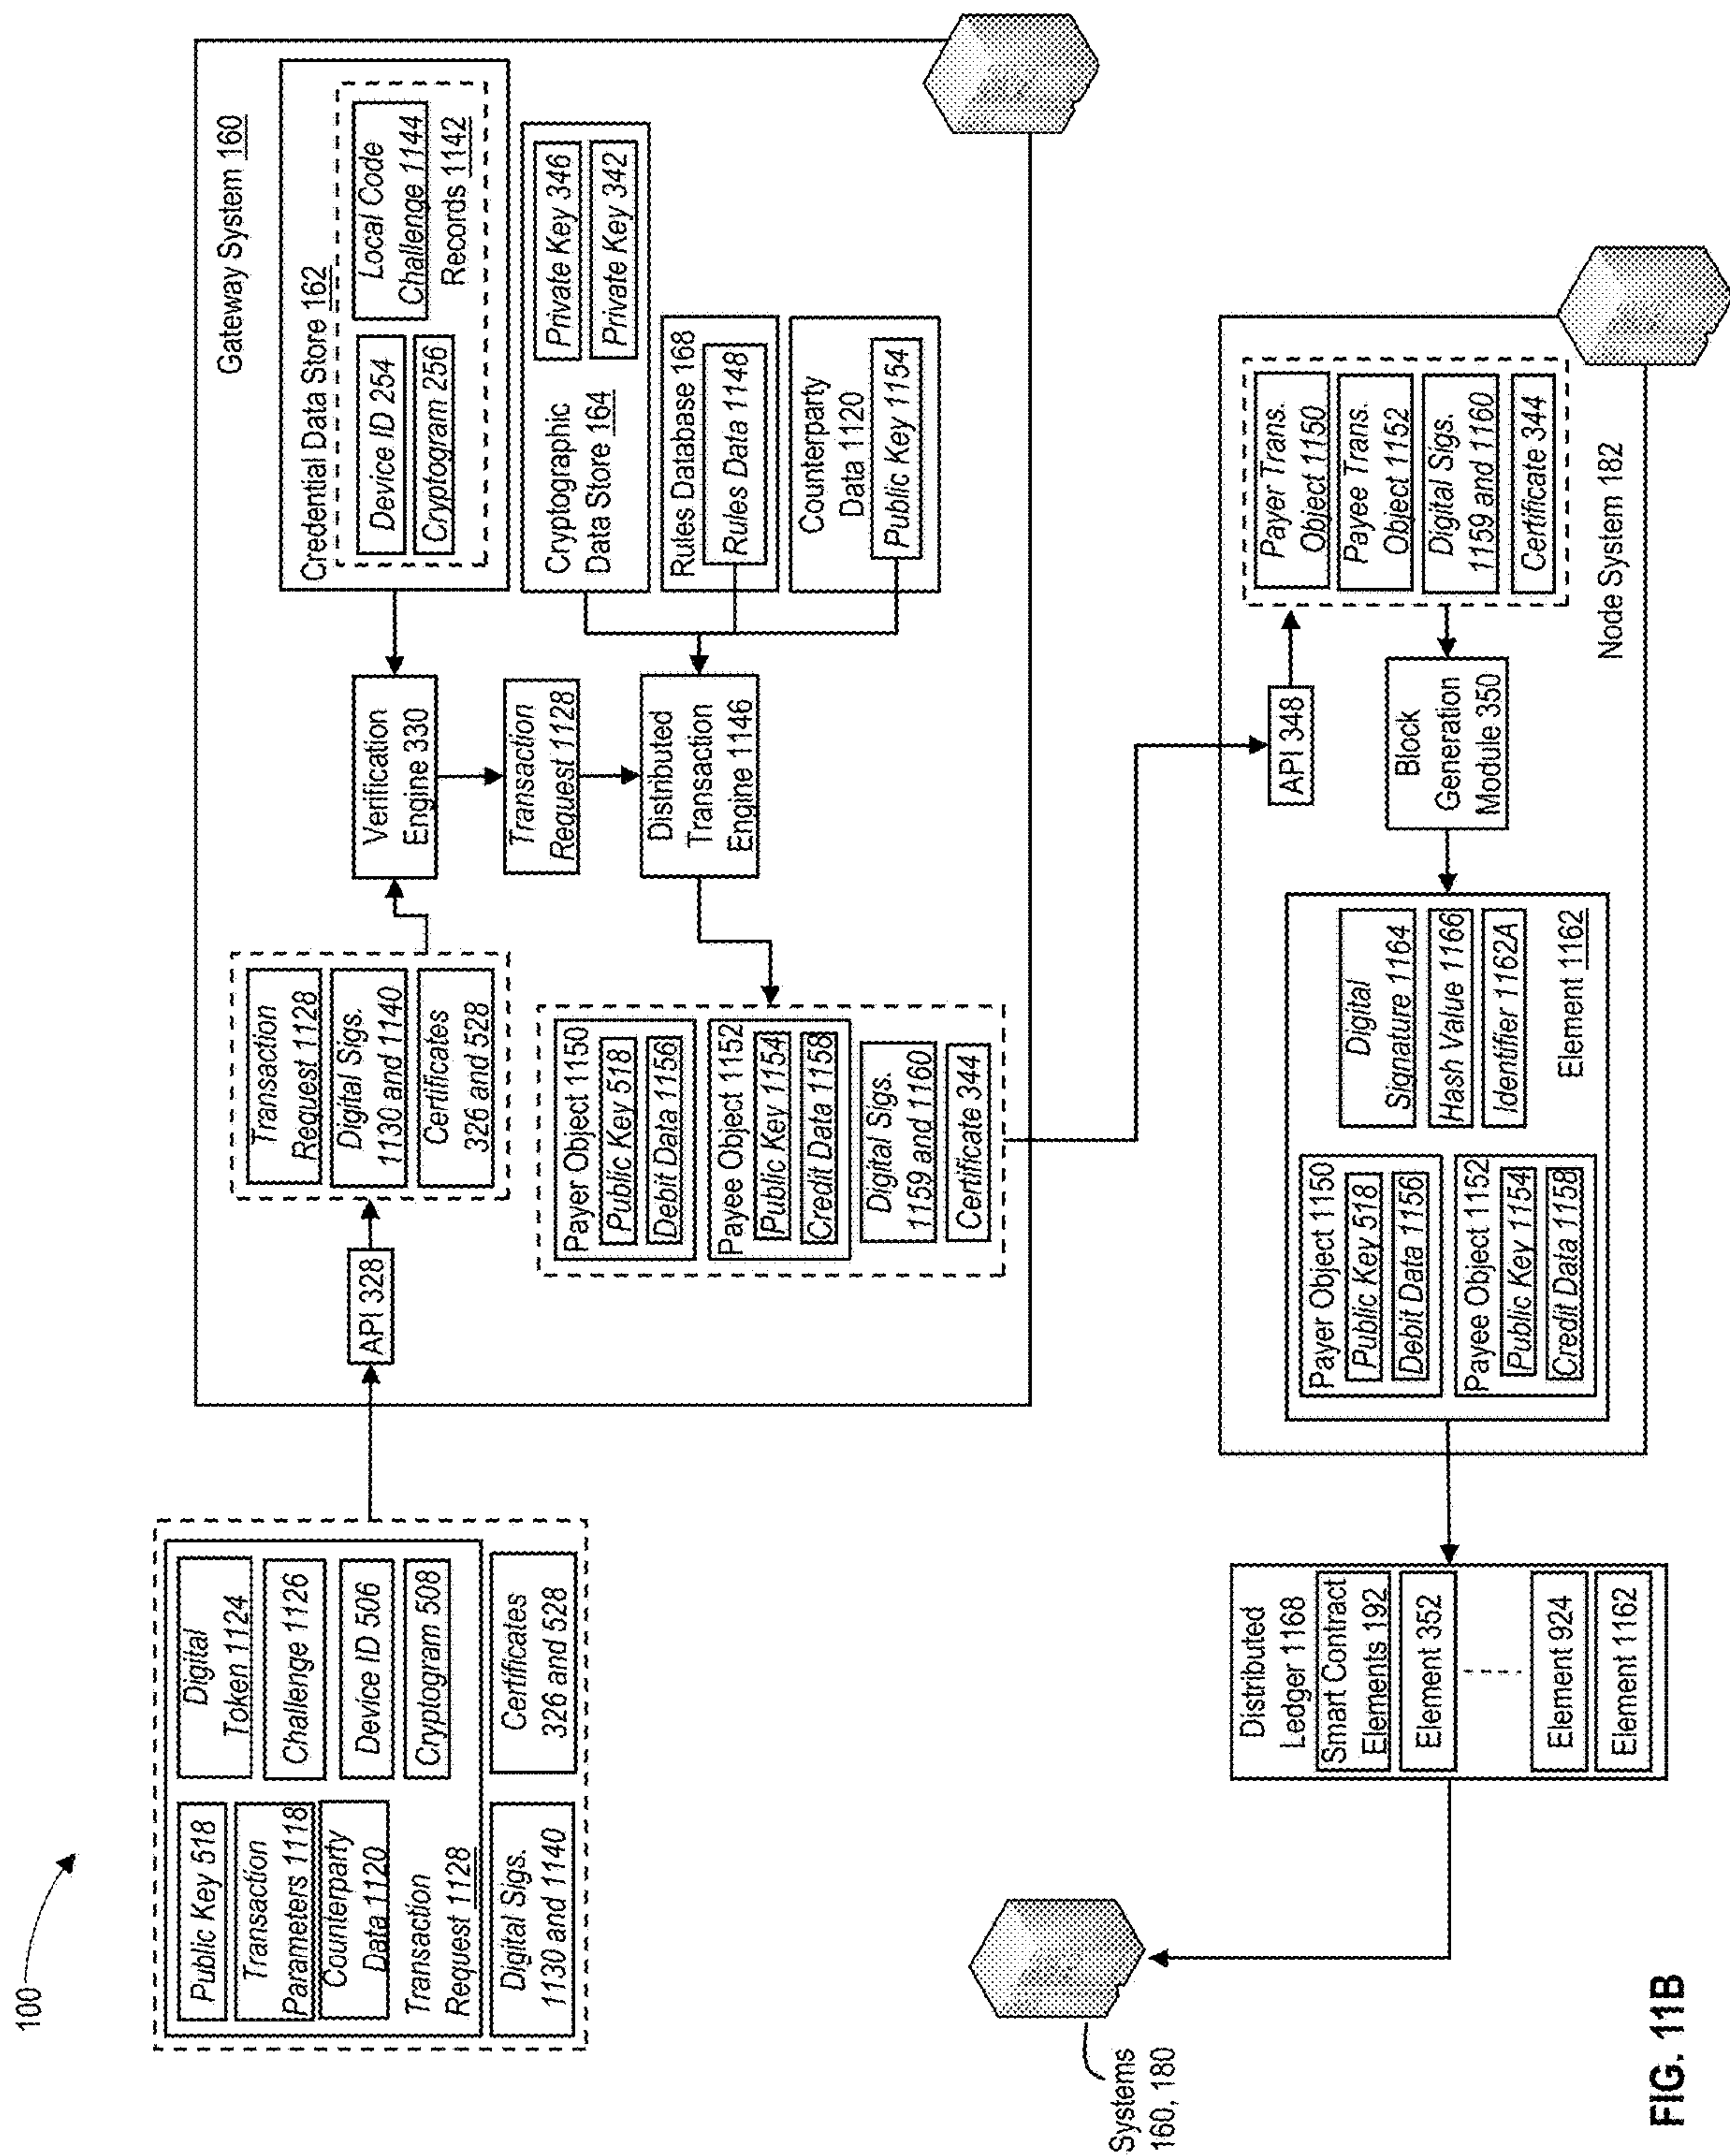 100
Public Key 518
Transaction
Parameters 1118
Counterparty
Data 1120
Transaction
Request 1128
Digital
Token 1124
Challenge 1126
Device ID 506
Cryptogram 508
Digital Sigs.
1130 and 1140
Certificates
326 and 528
Gateway System 160
API 328
Transaction
Request 1128
Digital Sigs.
1130 and 1140
Certificates
326 and 528
Verification
Engine 330
Credential Data Store 162
Device ID 254
Cryptogram 256
Local Code
Challenge 1144
Records 1142
Transaction
Request 1128
Distributed
Transaction
Engine 1146
Cryptographic
Data Store 164
Private Key 346
Private Key 342
Rules Database 168
Rules Data 1148
Counterparty
Data 1120
Public Key 1154
Payer Object 1150
Public Key 518
Debit Data 1156
Payee Object 1152
Public Key 1154
Credit Data 1158
Digital Sigs.
1159 and 1160
Certificate 344
API 348
Payer Trans.
Object 1150
Payee Trans.
Object 1152
Digital Sigs.
1159 and 1160
Certificate 344
Node System 182
Block
Generation
Module 350
Payer Object 1150
Public Key 518
Debit Data 1156
Payee Object 1152
Public Key 1154
Credit Data 1158
Digital
Signature 1164
Hash Value 1166
Identifier 1162A
Element 1162
Distributed
Ledger 1168
Smart Contract
Elements 192
Element 352
Element 924
Element 1162
Systems
160, 180
FIG. 11B